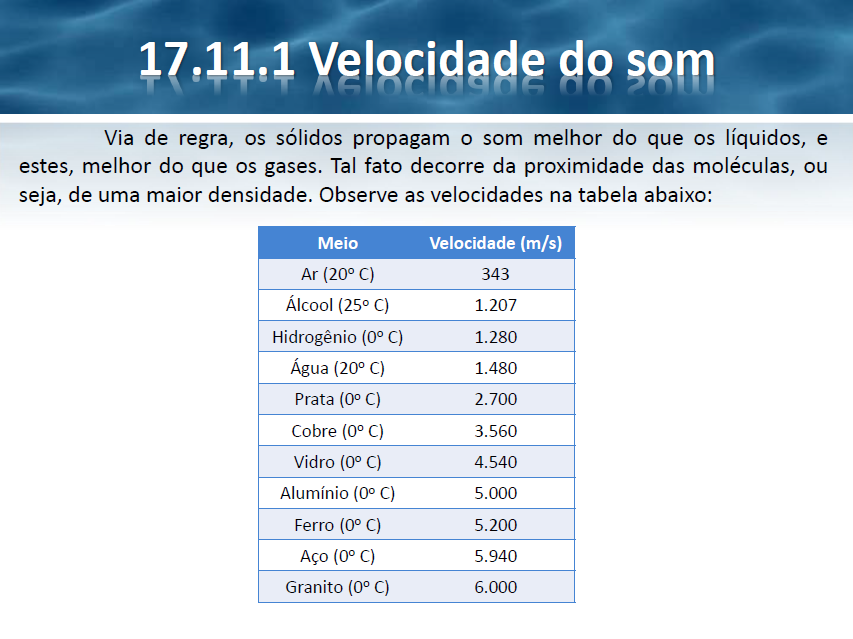 17.11.1 Velocidade do som
Via de regra, os sólidos propagam o som melhor do que os líquidos, e
estes, melhor do que os gases. Tal fato decorre da proximidade das moléculas, ou
seja, de uma maior densidade. Observe as velocidades na tabela abaixo:
Meio Velocidade (m/s)
Ar (20º C) 343
Álcool (25º C) 1.207
Hidrogênio (0º C) 1.280
Água (20º C) 1.480
Prata (0º C) 2.700
Cobre (0º C) 3.560
Vidro (0º C) 4.540
Alumínio (0º C) 5.000
Ferro (0º C) 5.200
Aço (0º C) 5.940
Granito (0º C) 6.000